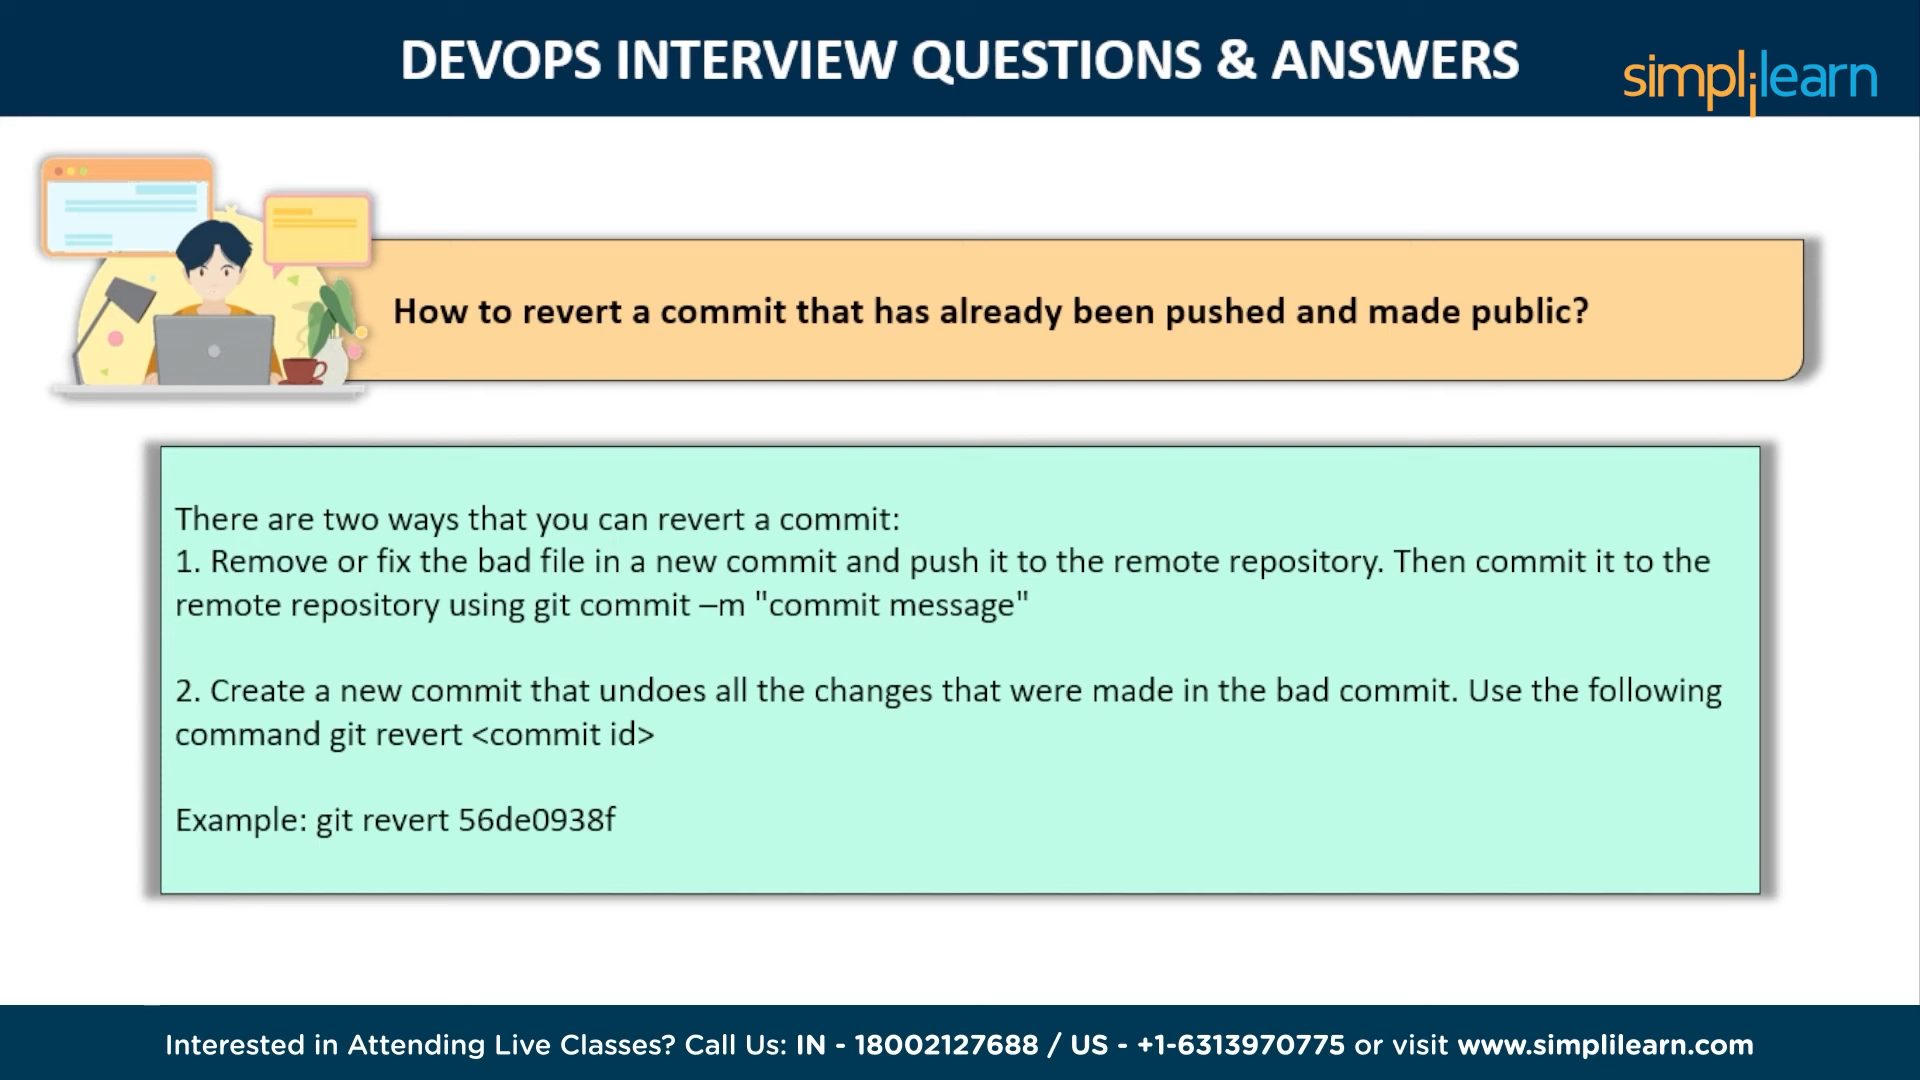 DEVOPS INTERVIEW QUESTIONS & ANSWERS
simplilearn
How to revert a commit that has already been pushed and made public?
There are two ways that you can revert a commit:
1. Remove or fix the bad file in a new commit and push it to the remote repository. Then commit it to the
remote repository using git commit –m "commit message"
2. Create a new commit that undoes all the changes that were made in the bad commit. Use the following
command git revert <commit id>
Example: git revert 56de0938f
Interested in Attending Live Classes? Call Us: IN - 18002127688 / US - +1-6313970775 or visit www.simplilearn.com